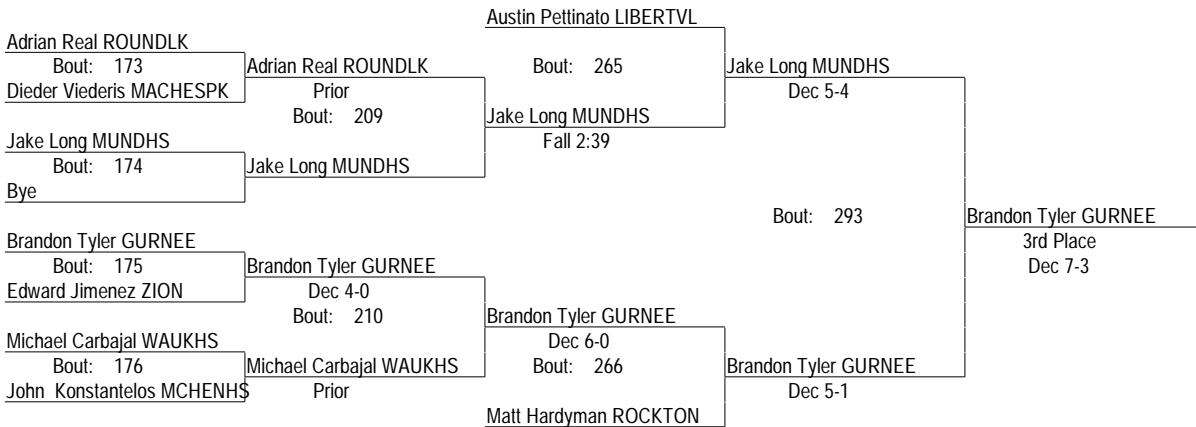 Austin Pettinato LIBERTVL
Adrian Real ROUNDLK
Bout: 173
Adrian Real ROUNDLK
Bout: 265
Jake Long MUNDHS
Dieder Viederis MACHESPK
Prior
Dec 5-4
Bout: 209
Jake Long MUNDHS
Jake Long MUNDHS
Fall 2:39
Bout: 174
Jake Long MUNDHS
Bye
Bout: 293
Brandon Tyler GURNEE
Brandon Tyler GURNEE
3rd Place
Bout: 175
Brandon Tyler GURNEE
Dec 7-3
Edward Jimenez ZION
Dec 4-0
Bout: 210
Brandon Tyler GURNEE
Michael Carbajal WAUKHS
Dec 6-0
Bout: 176
Michael Carbajal WAUKHS
Bout: 266
Brandon Tyler GURNEE
John Konstantelos MCHENHS
Prior
Dec 5-1
Matt Hardyman ROCKTON